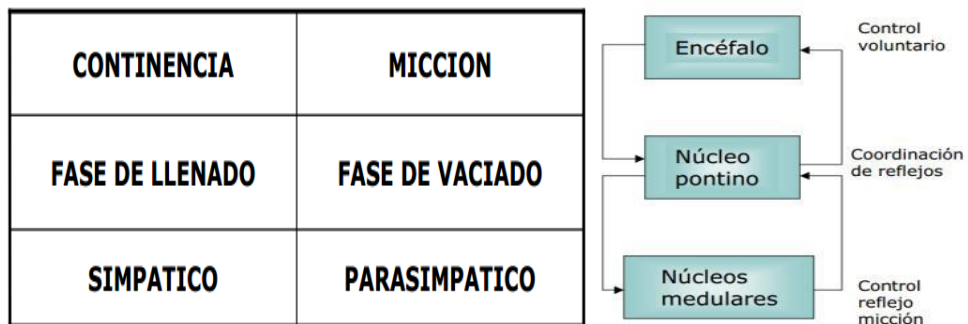 CONTINENCIA
MICCION
FASE DE LLENADO
FASE DE VACIADO
SIMPATICO
PARASIMPATICO
Encéfalo
Control
voluntario
Núcleo
pontino
Coordinación
de reflejos
Núcleos
medulares
Control
reflejo
micción